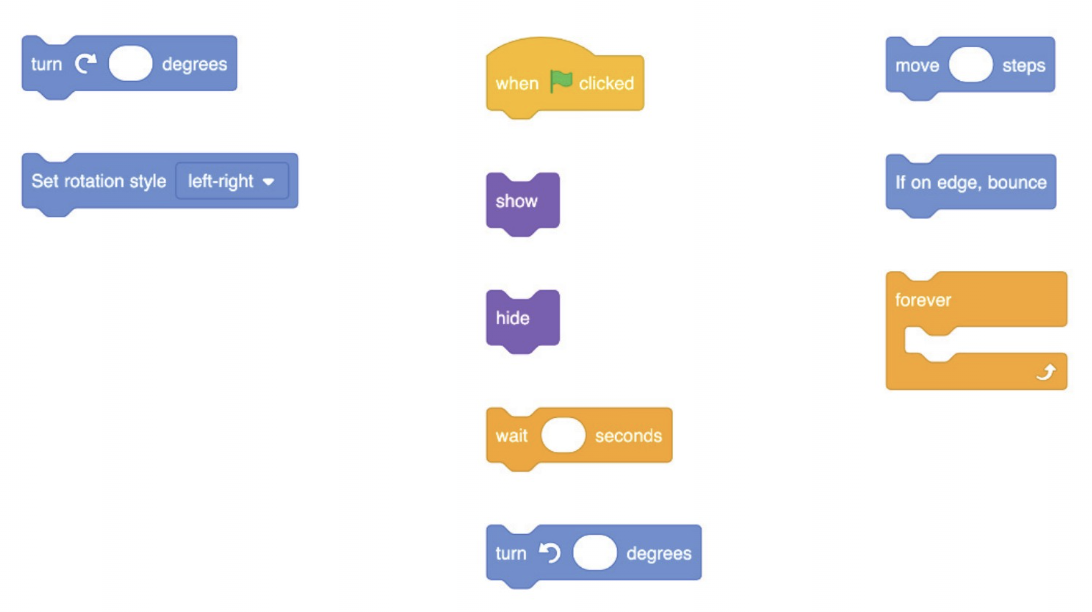 turn degrees
Set rotation style left-right
when clicked
show
hide
wait seconds
turn degrees
move steps
If on edge, bounce
forever